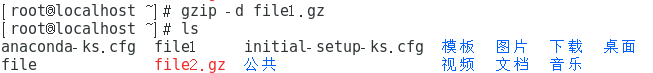 [root@localhost ~]# gzip -d file1.gz
[root@localhost ~]# ls
anaconda-ks.cfg  file1     initial-setup-ks.cfg  模板  图片  下载  桌面
file             file2.gz  公共                  视频  文档  音乐